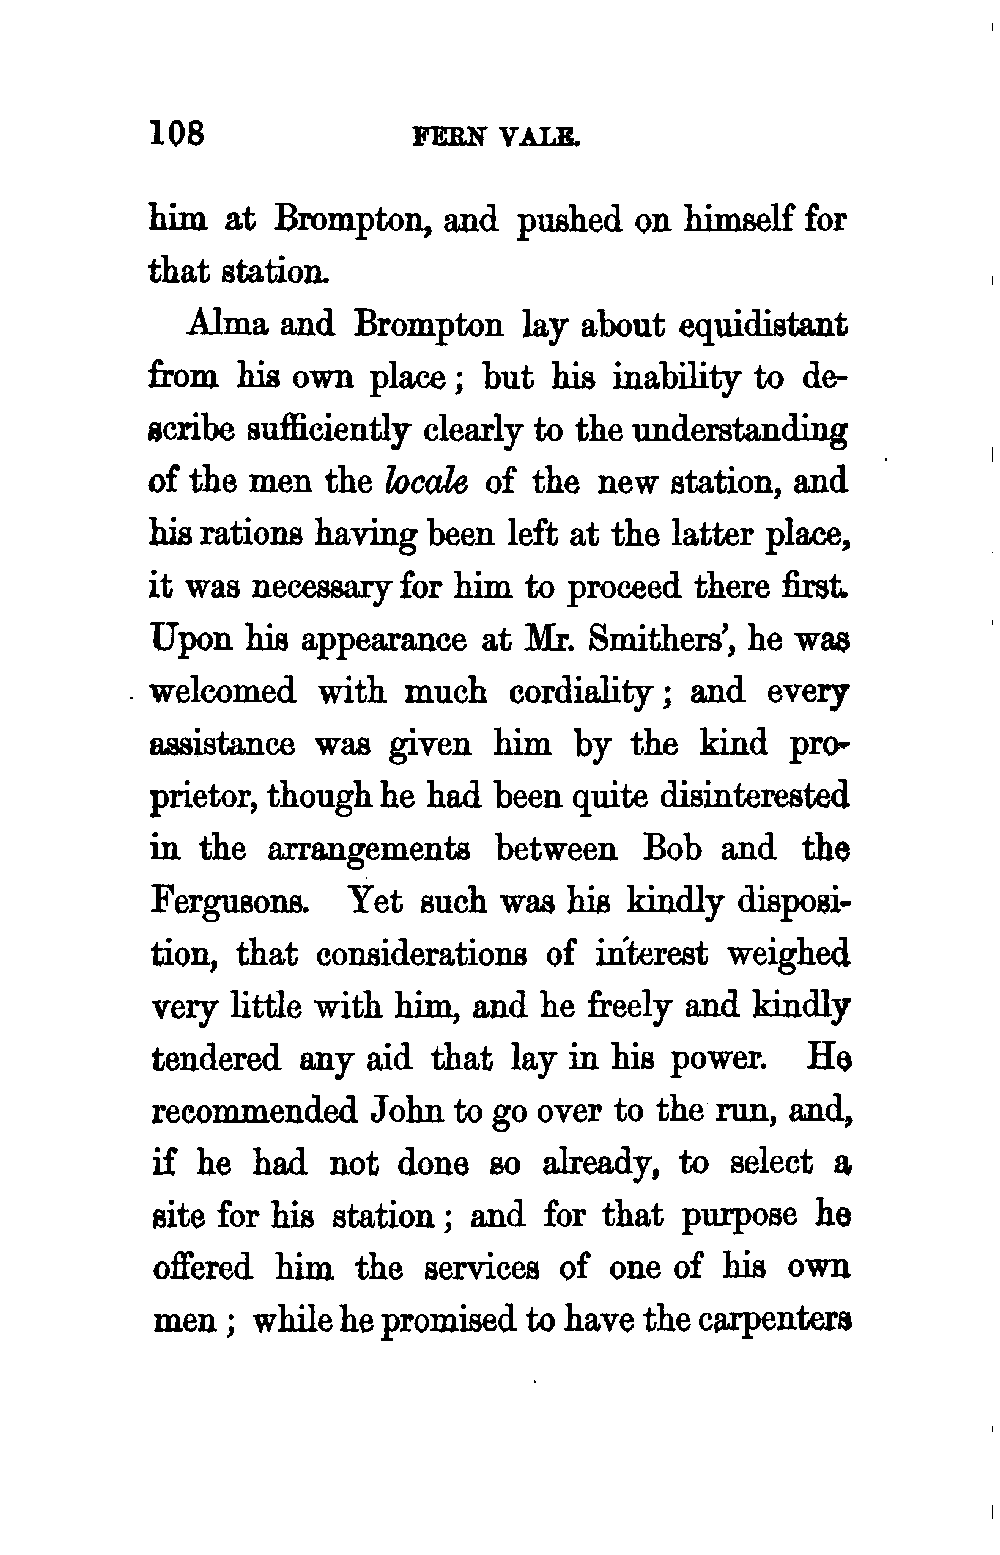 108 FERN VALE.
him at Brompton, and pushed on himself for
that station.
Alma and Brompton lay about equidistant
from his own place; but his inability to de-
scribe sufficiently clearly to the understanding
of the men the locale of the new station, and
his rations having been left at the latter place,
it was necessary for him to proceed there first.
Upon his appearance at Mr. Smithers', he was
welcomed with much cordiality; and every
assistance was given him by the kind pro-
prietor, though he had been quite disinterested
in the arrangements between Bob and the
Fergusons. Yet such was his kindly disposi-
tion, that considerations of interest weighed
very little with him, and he freely and kindly
tendered any aid that lay in his power. He
recommended John to go over to the run, and,
if he had not done so already, to select a
site for his station; and for that purpose he
offered him the services of one of his own
men; while he promised to have the carpenters